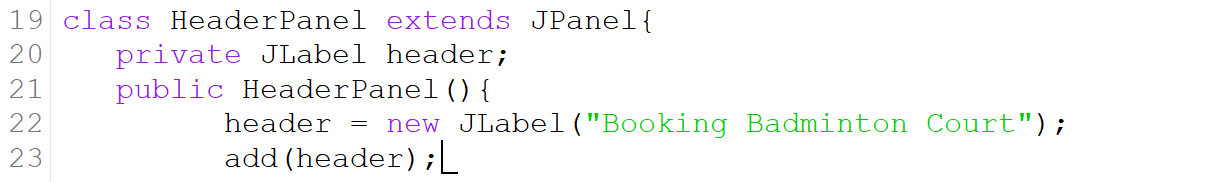 19 class HeaderPanel extends JPanel{
20 private JLabel header;
21 public HeaderPanel(){
22 header = new JLabel("Booking Badminton Court");
23 add(header);